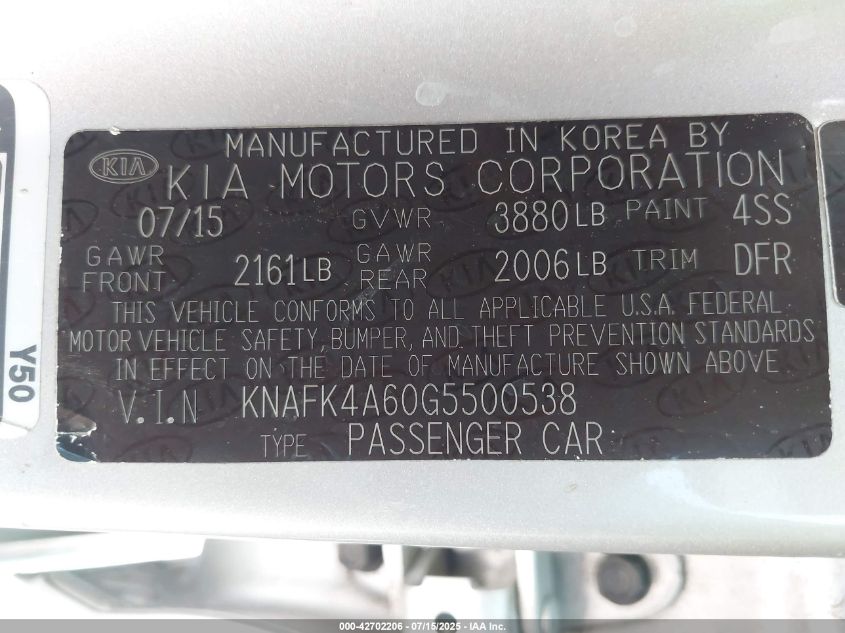 MANUFACTURED IN KOREA BY
KIA KIA MOTORS CORPORATION
07/15 GVWR 3880LB PAINT 4SS
GAWR FRONT 2161LB GAWR REAR 2006LB TRIM DFR
THIS VEHICLE CONFORMS TO ALL APPLICABLE U.S.A. FEDERAL
MOTOR VEHICLE SAFETY, BUMPER, AND THEFT PREVENTION STANDARDS
IN EFFECT ON THE DATE OF MANUFACTURE SHOWN ABOVE
V.I.N KNAFK4A60G5500538
TYPE PASSENGER CAR
Y50
000-42702206 - 07/15/2025 - IAA Inc.